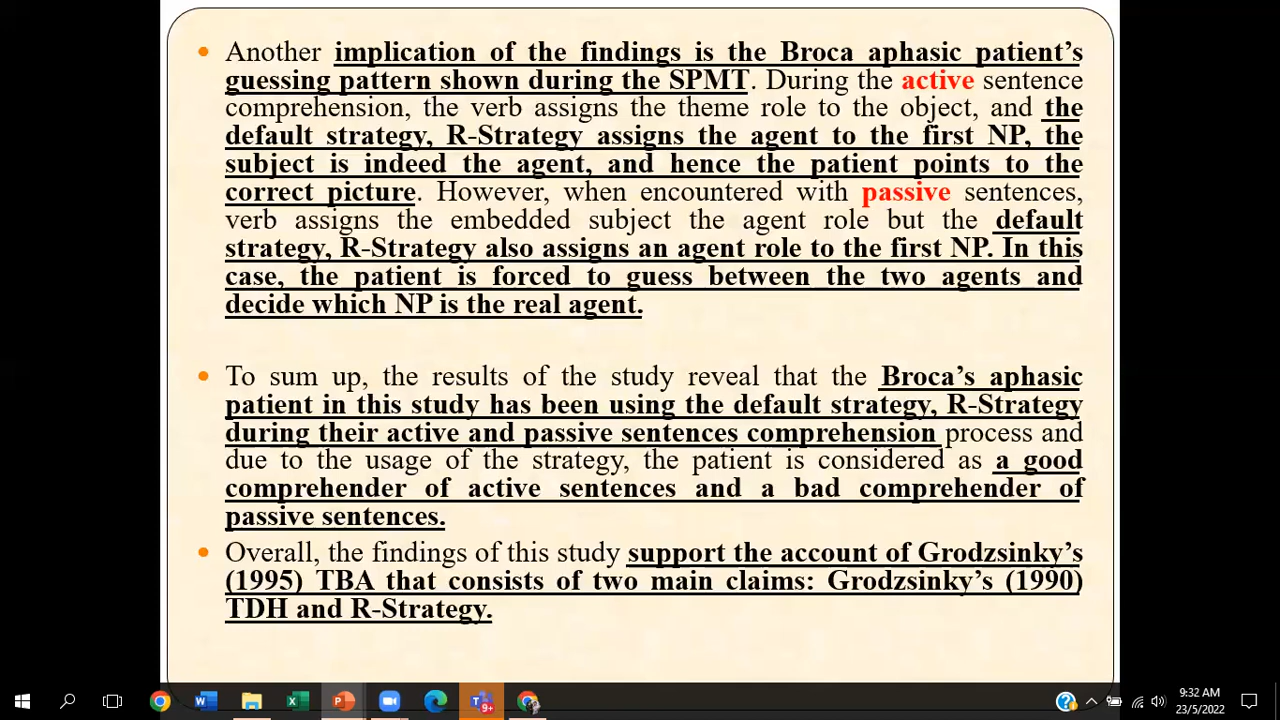 Another implication of the findings is the Broca aphasic patient's
guessing pattern shown during the SPMT. During the active sentence
comprehension, the verb assigns the theme role to the object, and the
default strategy, R-Strategy assigns the agent to the first NP, the
subject is indeed the agent, and hence the patient points to the
correct picture. However, when encountered with passive sentences,
verb assigns the embedded subject the agent role but the default
strategy, R-Strategy also assigns an agent role to the first NP. In this
case, the patient is forced to guess between the two agents and
decide which NP is the real agent.
To sum up, the results of the study reveal that the Broca's aphasic
patient in this study has been using the default strategy, R-Strategy
during their active and passive sentences comprehension process and
due to the usage of the strategy, the patient is considered as a good
comprehender of active sentences and a bad comprehender of
passive sentences.
Overall, the findings of this study support the account of Grodzsinky's
(1995) TBA that consists of two main claims: Grodzsinky's (1990)
TDH and R-Strategy.
9+
9:32 AM
23/5/2022